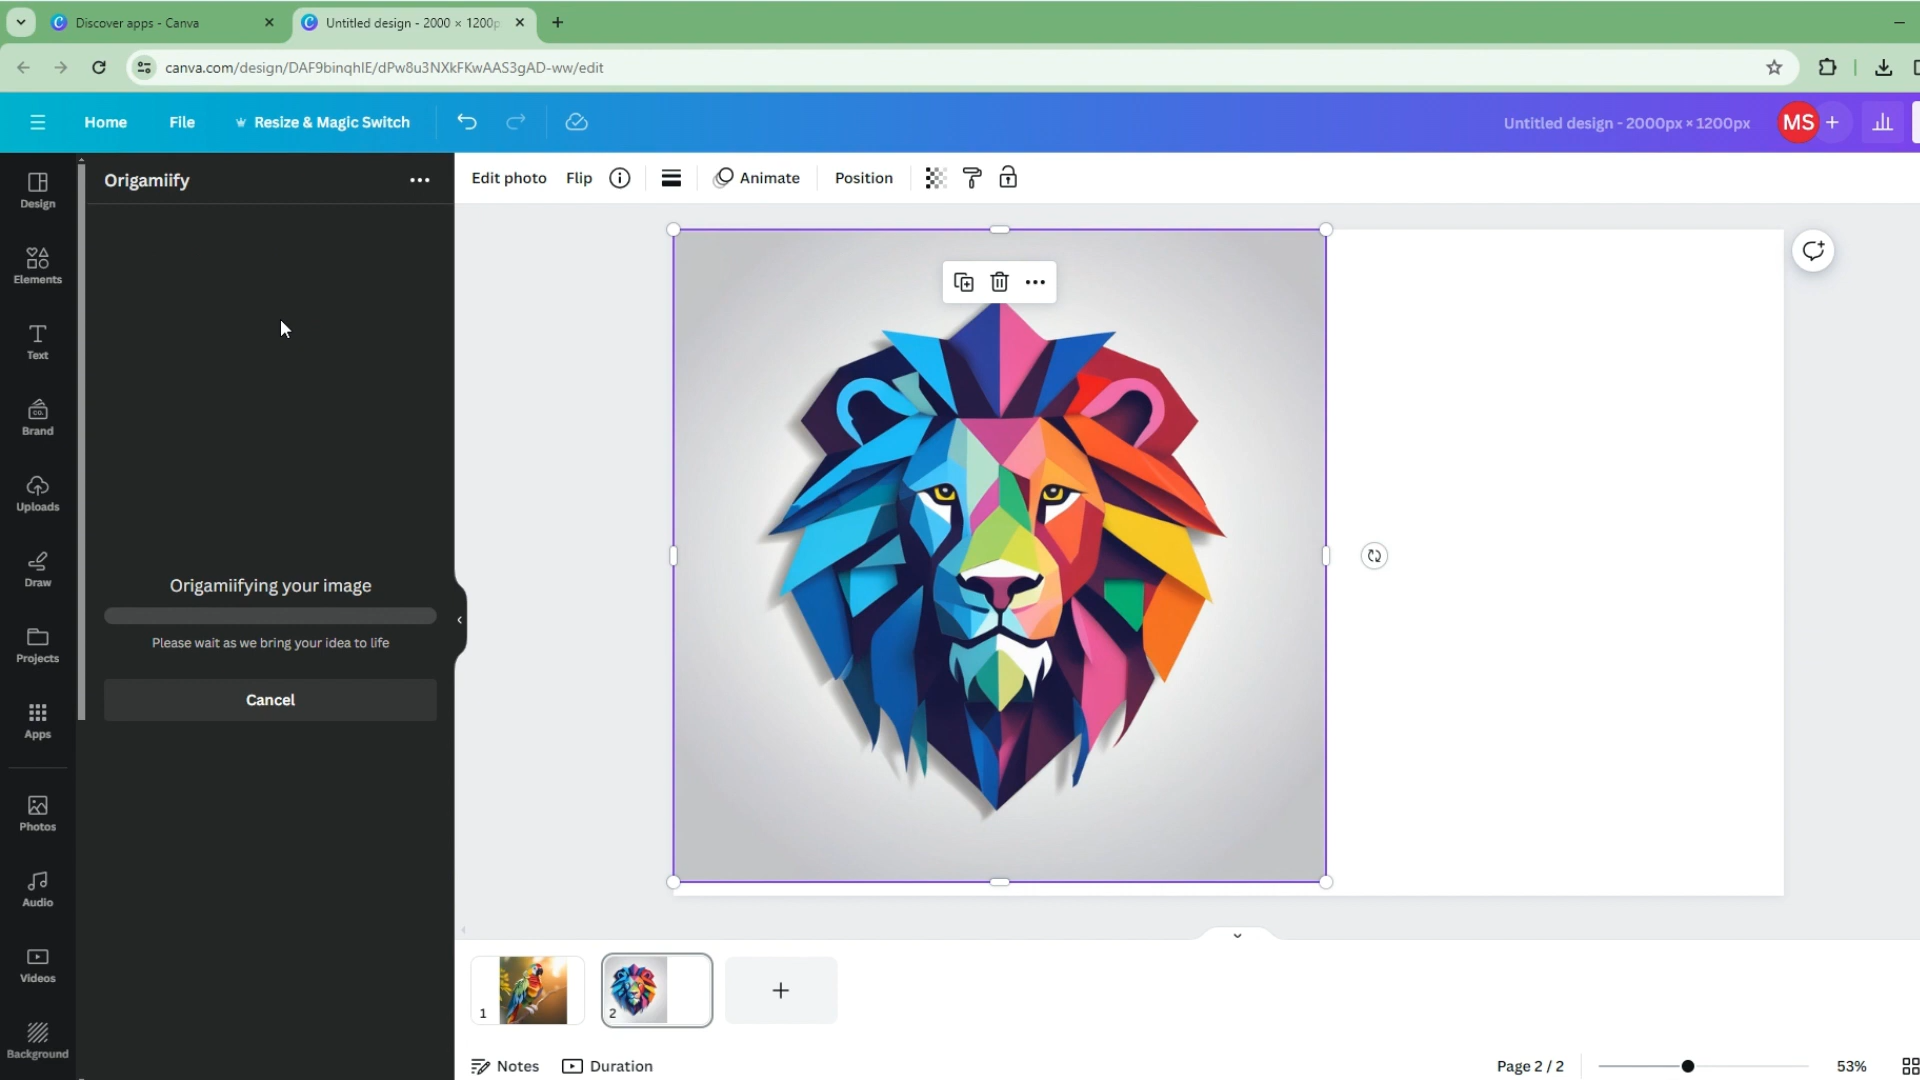 Discover apps - Canva
Untitled design - 2000 × 1200p
canva.com/design/DAF9binqhIE/dPw8u3NXkFKwAAS3gAD-ww/edit
Home
File
Resize & Magic Switch
Untitled design - 2000px × 1200px
MS
Design
Elements
Text
CO.
Brand
Uploads
Draw
Projects
Apps
Photos
Audio
Videos
Background
Origamiify
Origamiifying your image
Please wait as we bring your idea to life
Cancel
Edit photo
Flip
Animate
Position
1
2
Notes
Duration
Page 2 / 2
53%